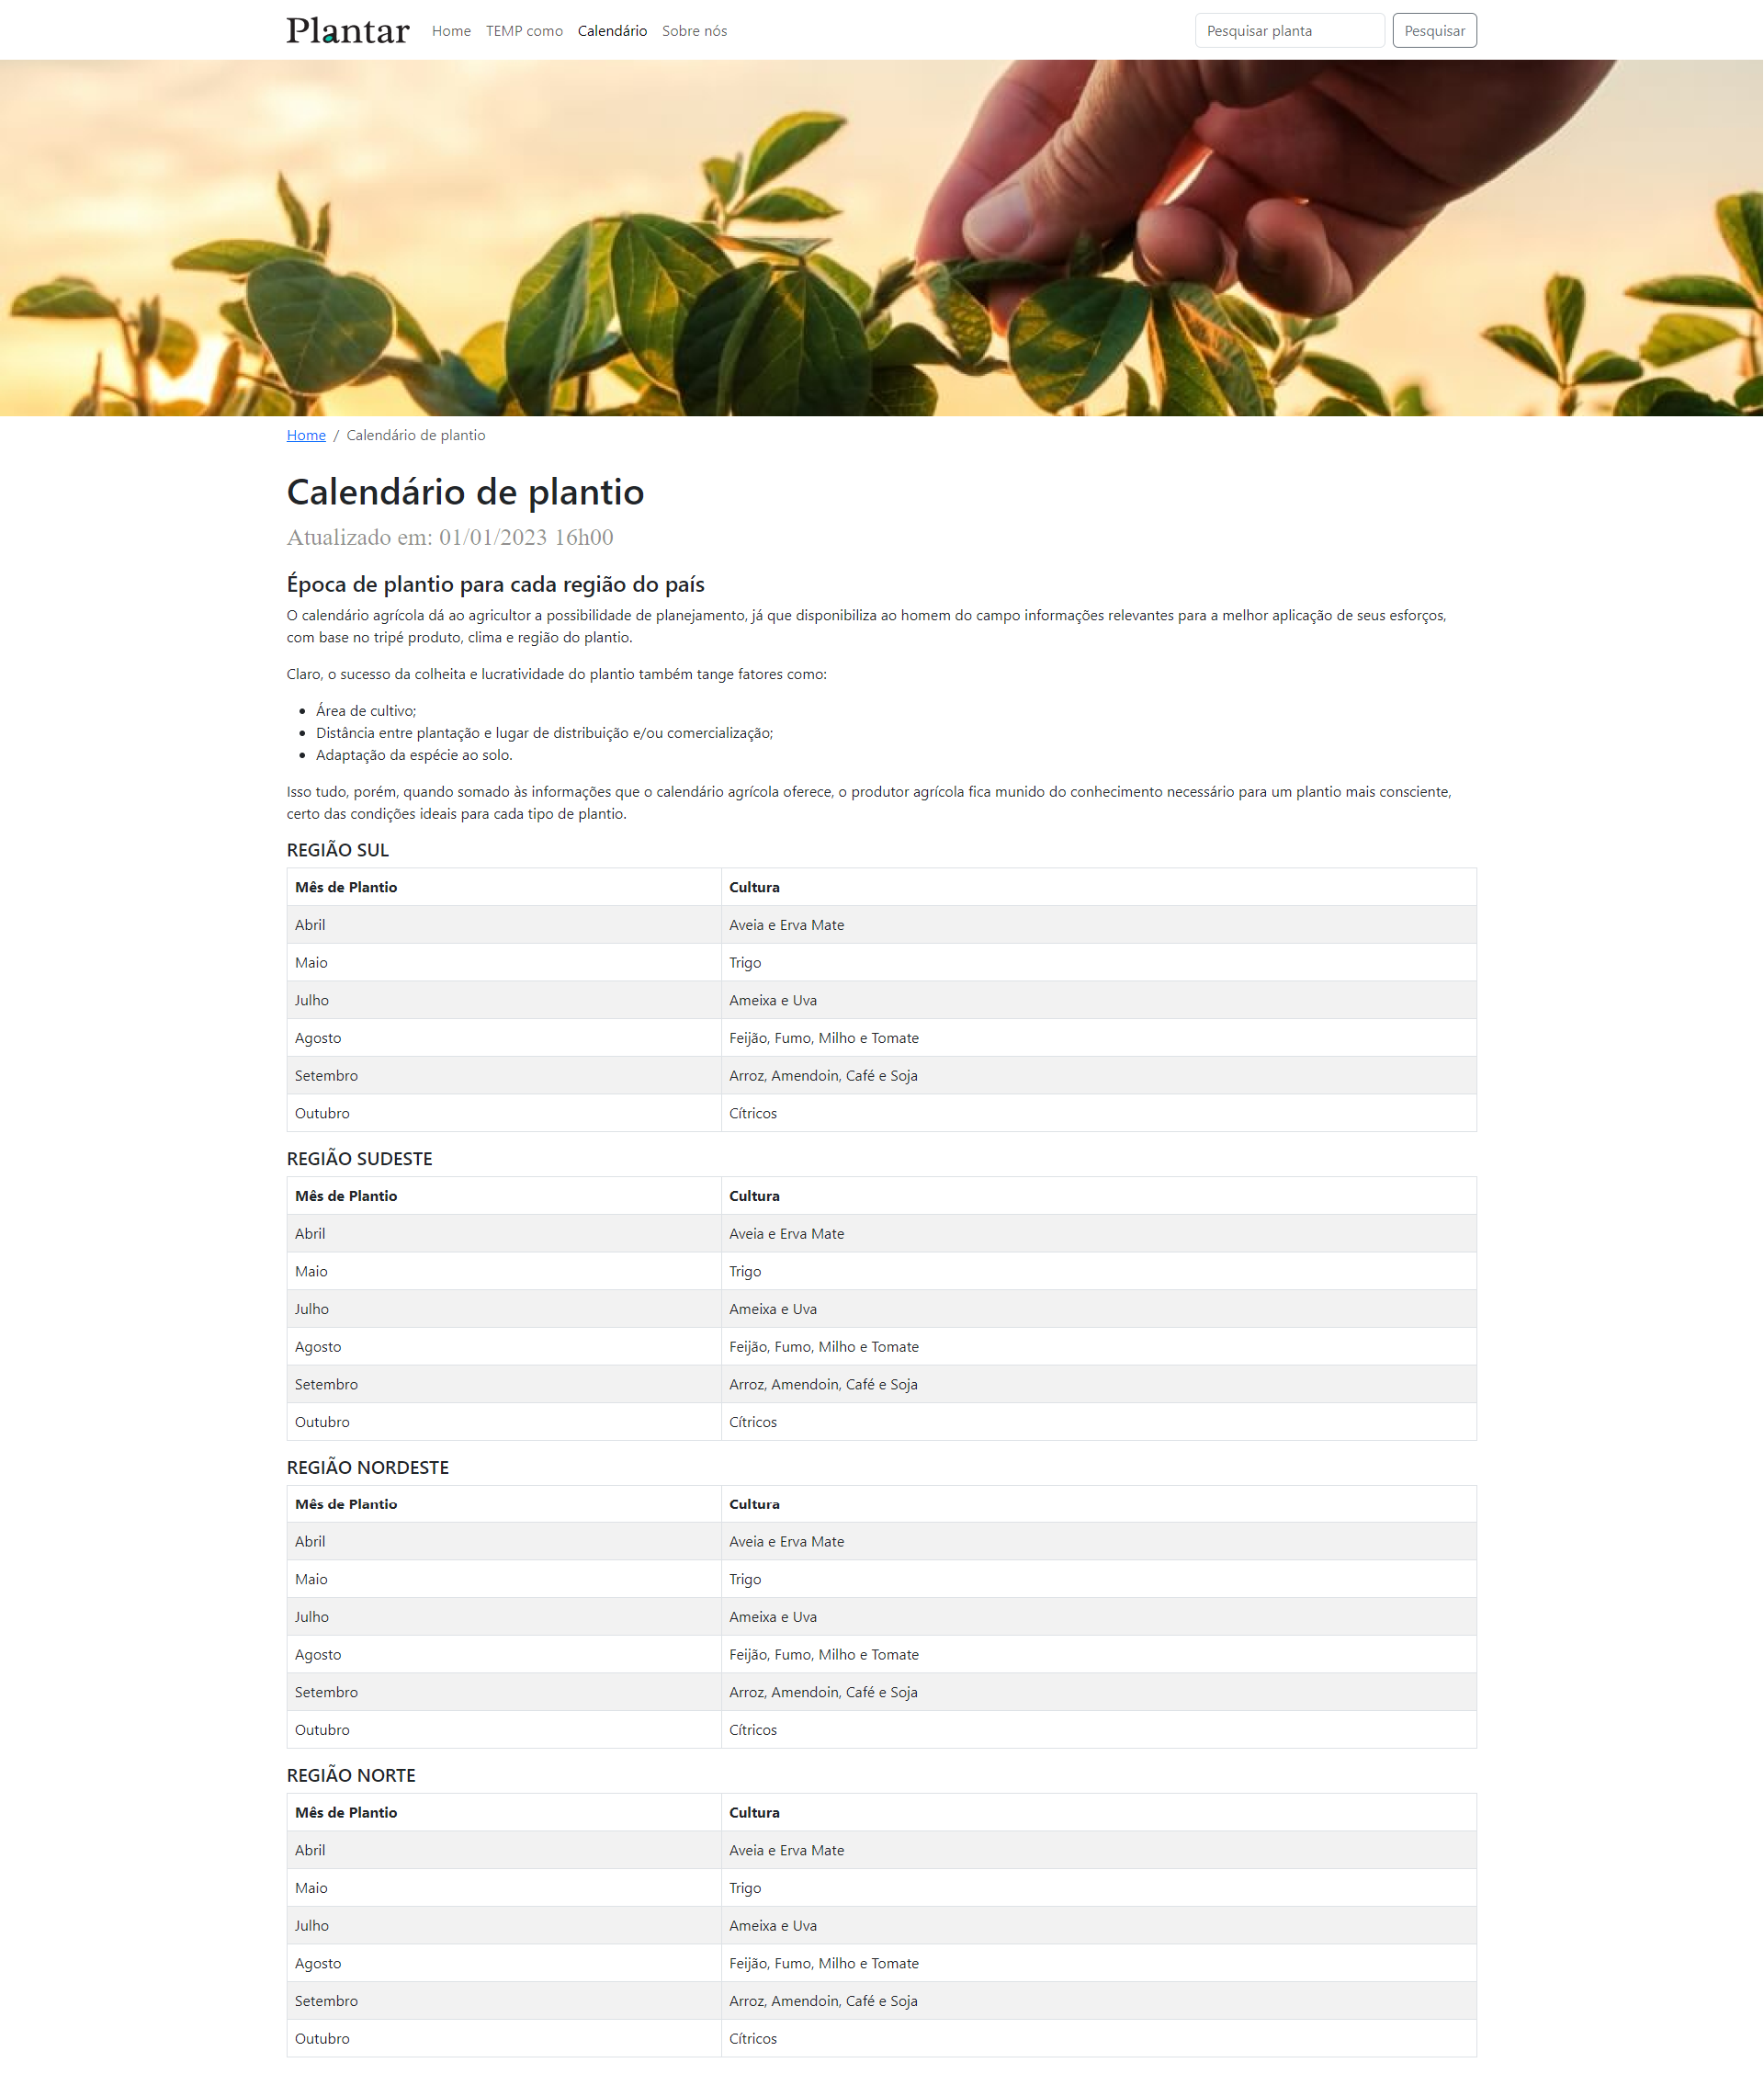 Plantar Home TEMP como Calendário Sobre nós Pesquisar planta Pesquisar
Home / Calendário de plantio
Calendário de plantio
Atualizado em: 01/01/2023 16h00
Época de plantio para cada região do país
O calendário agrícola dá ao agricultor a possibilidade de planejamento, já que disponibiliza ao homem do campo informações relevantes para a melhor aplicação de seus esforços,
com base no tripé produto, clima e região do plantio.
Claro, o sucesso da colheita e lucratividade do plantio também tange fatores como:
• Área de cultivo;
• Distância entre plantação e lugar de distribuição e/ou comercialização;
• Adaptação da espécie ao solo.
Isso tudo, porém, quando somado às informações que o calendário agrícola oferece, o produtor agrícola fica munido do conhecimento necessário para um plantio mais consciente,
certo das condições ideais para cada tipo de plantio.
REGIÃO SUL
Mês de Plantio Cultura
Abril Aveia e Erva Mate
Maio Trigo
Julho Ameixa e Uva
Agosto Feijão, Fumo, Milho e Tomate
Setembro Arroz, Amendoin, Café e Soja
Outubro Cítricos
REGIÃO SUDESTE
Mês de Plantio Cultura
Abril Aveia e Erva Mate
Maio Trigo
Julho Ameixa e Uva
Agosto Feijão, Fumo, Milho e Tomate
Setembro Arroz, Amendoin, Café e Soja
Outubro Cítricos
REGIÃO NORDESTE
Mês de Plantio Cultura
Abril Aveia e Erva Mate
Maio Trigo
Julho Ameixa e Uva
Agosto Feijão, Fumo, Milho e Tomate
Setembro Arroz, Amendoin, Café e Soja
Outubro Cítricos
REGIÃO NORTE
Mês de Plantio Cultura
Abril Aveia e Erva Mate
Maio Trigo
Julho Ameixa e Uva
Agosto Feijão, Fumo, Milho e Tomate
Setembro Arroz, Amendoin, Café e Soja
Outubro Cítricos